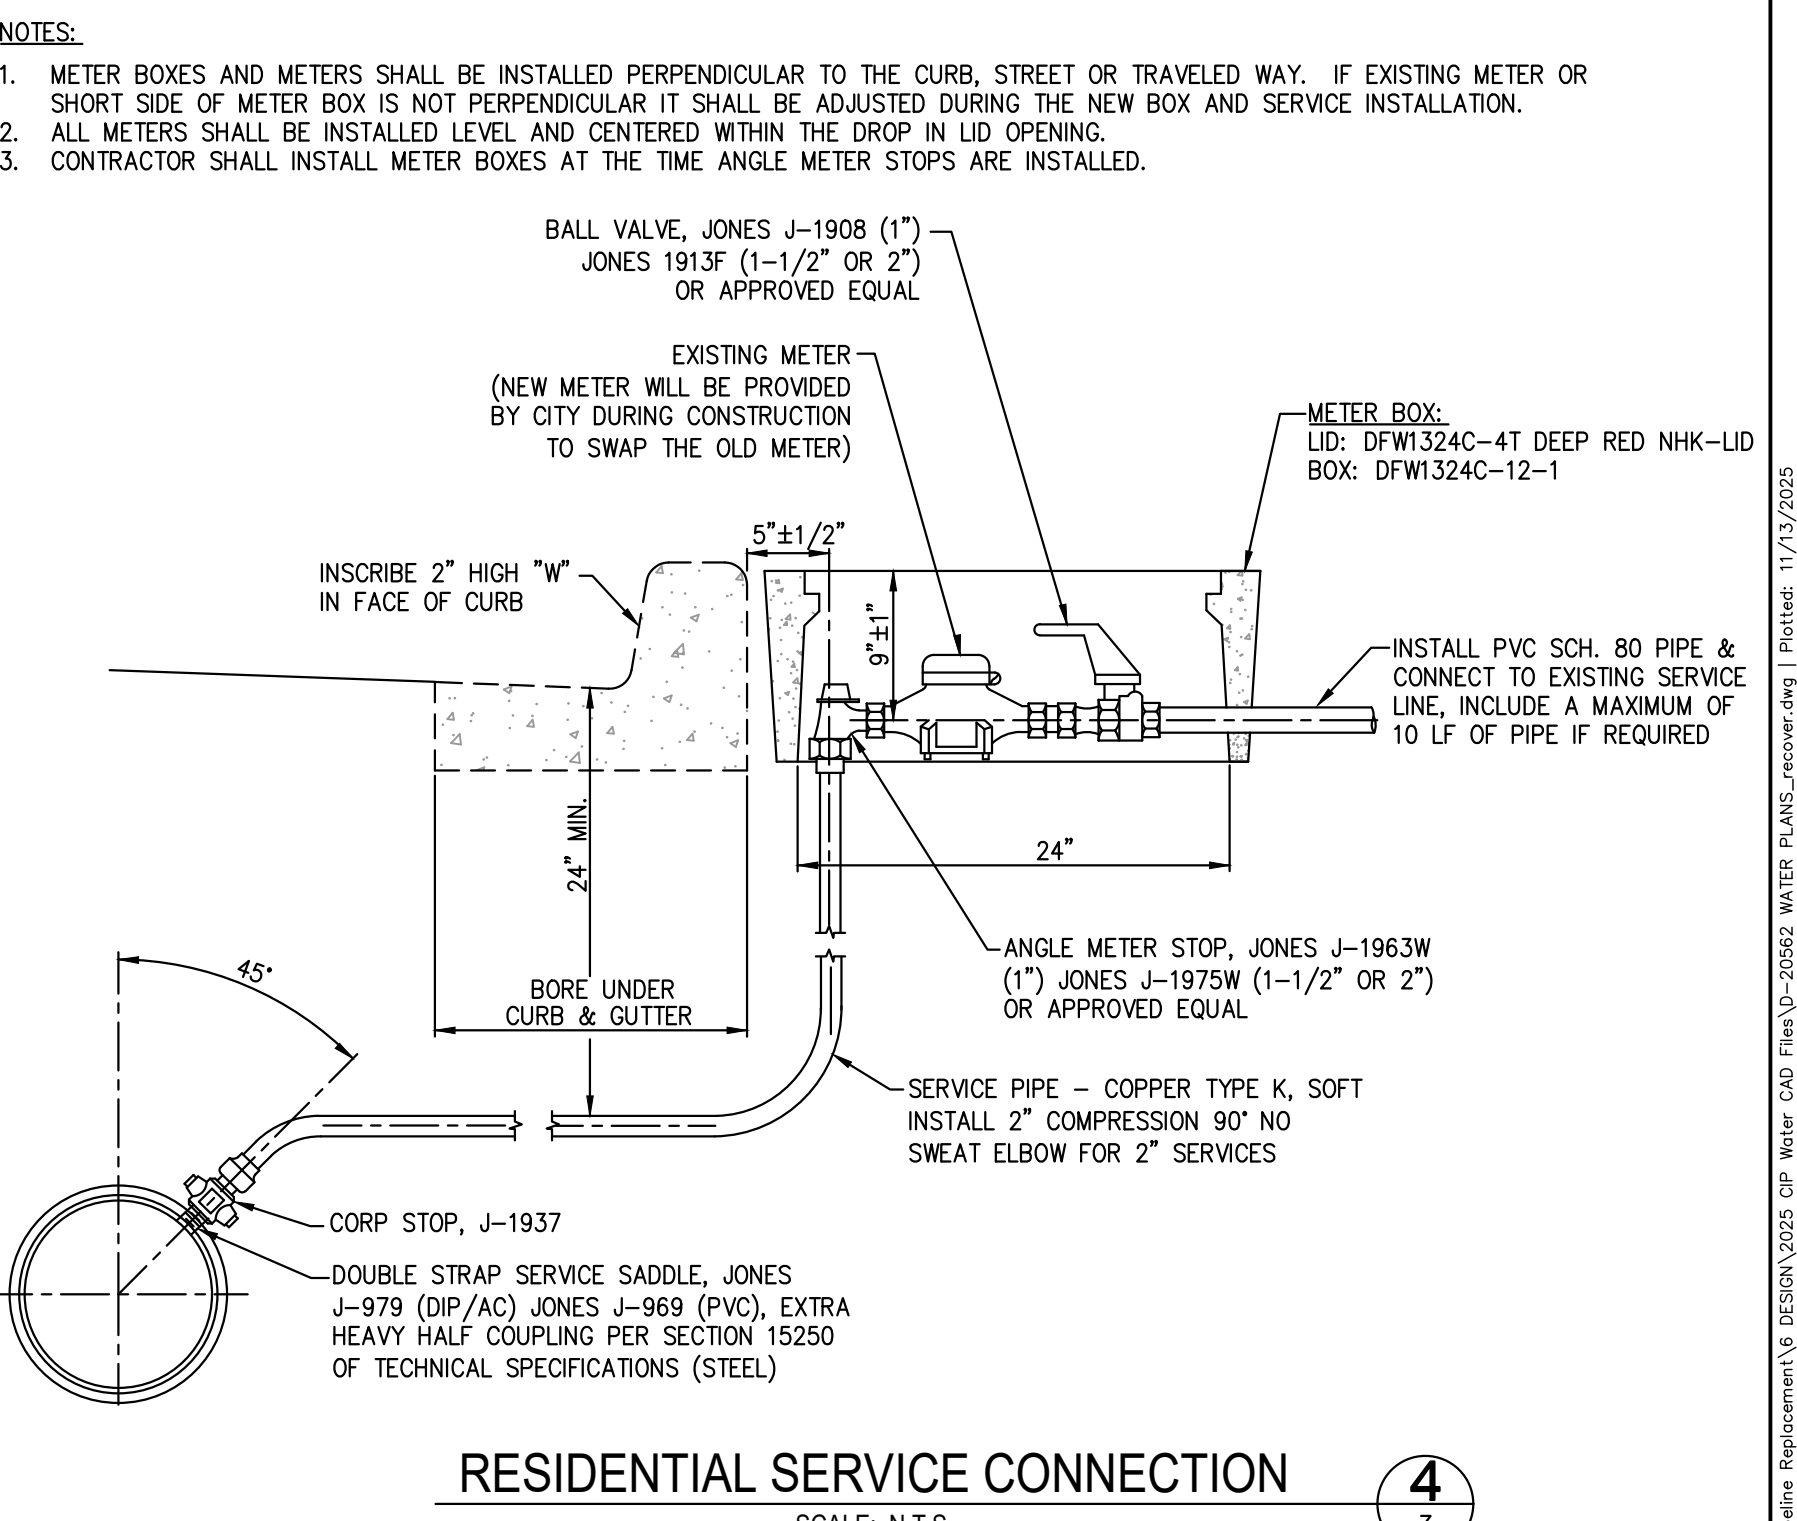 NOTES:
1. METER BOXES AND METERS SHALL BE INSTALLED PERPENDICULAR TO THE CURB, STREET OR TRAVELED WAY. IF EXISTING METER OR
SHORT SIDE OF METER BOX IS NOT PERPENDICULAR IT SHALL BE ADJUSTED DURING THE NEW BOX AND SERVICE INSTALLATION.
2. ALL METERS SHALL BE INSTALLED LEVEL AND CENTERED WITHIN THE DROP IN LID OPENING.
3. CONTRACTOR SHALL INSTALL METER BOXES AT THE TIME ANGLE METER STOPS ARE INSTALLED.
BALL VALVE, JONES J-1908 (1")
JONES 1913F (1-1/2" OR 2")
OR APPROVED EQUAL
EXISTING METER
(NEW METER WILL BE PROVIDED
BY CITY DURING CONSTRUCTION
TO SWAP THE OLD METER)
METER BOX:
LID: DFW1324C-4T DEEP RED NHK-LID
BOX: DFW1324C-12-1
5"±1/2"
INSCRIBE 2" HIGH "W"
IN FACE OF CURB
9"±1"
INSTALL PVC SCH. 80 PIPE &
CONNECT TO EXISTING SERVICE
LINE, INCLUDE A MAXIMUM OF
10 LF OF PIPE IF REQUIRED
24" MIN.
24"
ANGLE METER STOP, JONES J-1963W
(1") JONES J-1975W (1-1/2" OR 2")
OR APPROVED EQUAL
45°
BORE UNDER
CURB & GUTTER
SERVICE PIPE - COPPER TYPE K, SOFT
INSTALL 2" COMPRESSION 90° NO
SWEAT ELBOW FOR 2" SERVICES
CORP STOP, J-1937
DOUBLE STRAP SERVICE SADDLE, JONES
J-979 (DIP/AC) JONES J-969 (PVC), EXTRA
HEAVY HALF COUPLING PER SECTION 15250
OF TECHNICAL SPECIFICATIONS (STEEL)
RESIDENTIAL SERVICE CONNECTION
4
SCALE: N.T.S.
eline Replacement\6 DESIGN\2025 CIP Water CAD Files\D-20562 WATER PLANS_recover.dwg | Plotted: 11/13/2025